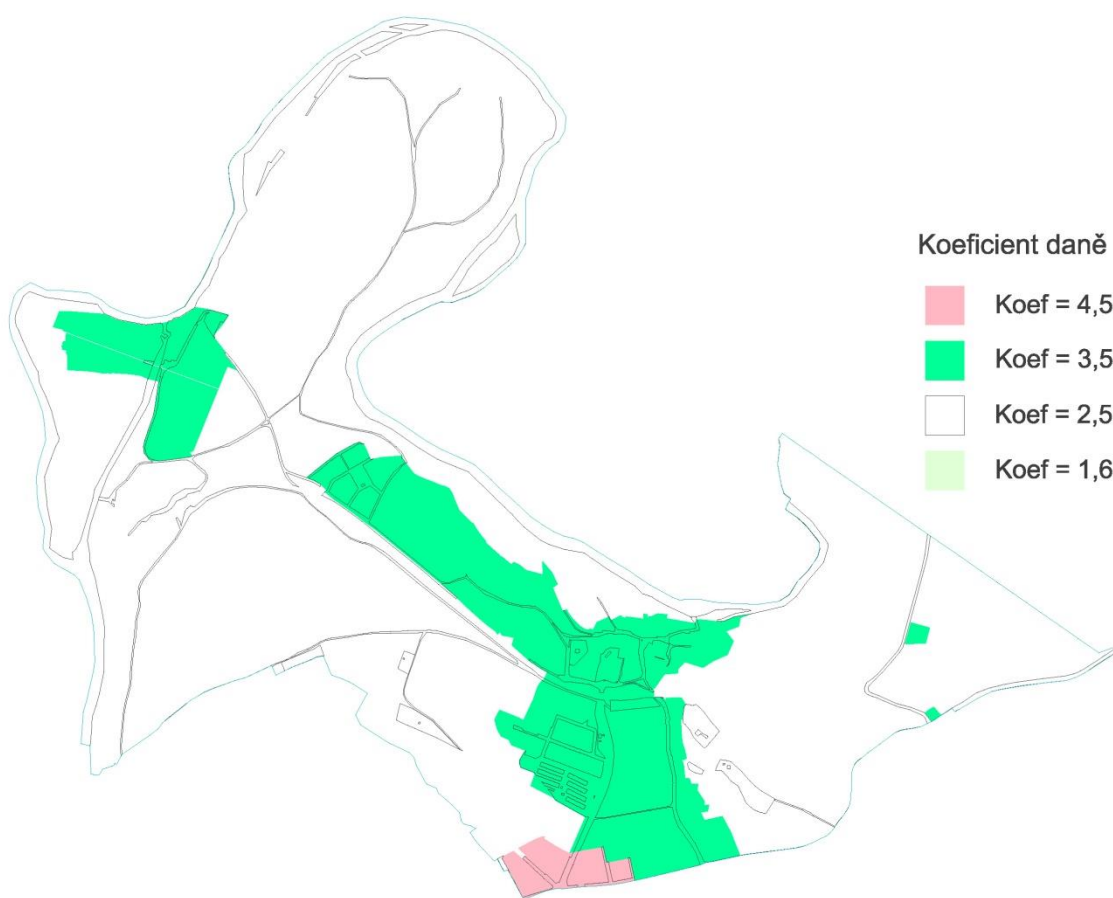 Koeficient daně
Koef = 4,5
Koef = 3,5
Koef = 2,5
Koef = 1,6